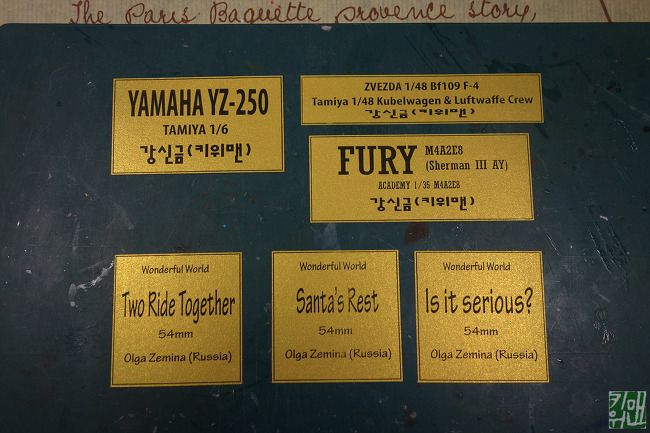 The Paris Baguette provence story,
YAMAHA YZ-250
TAMIYA 1/6
강신금(키위맨)
ZVEZDA 1/48 Bf109 F-4
Tamiya 1/48 Kubelwagen & Luftwaffe Crew
강신금(키위맨)
FURY M4A2E8
(Sherman III AY)
ACADEMY 1/35 M4A2E8
강신금(키위맨)
Wonderful World
Two Ride Together
54mm
Olga Zemina (Russia)
Wonderful World
Santa's Rest
54mm
Olga Zemina (Russia)
Wonderful World
Is it serious?
54mm
Olga Zemina (Russia)
키위맨